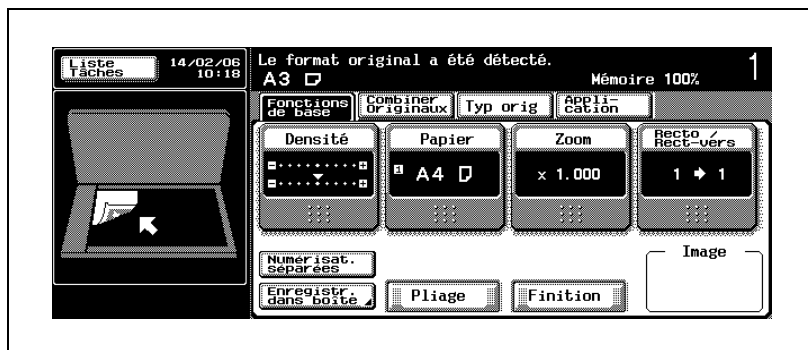 Liste
Tâches
14/02/06
10:18
Le format original a été détecté.
A3
Mémoire 100%
1
Fonctions
de base
Combiner
Originaux
Typ orig
Appli-
cation
Densité
Papier
Zoom
Recto /
Rect-vers
1 A4
× 1.000
1 ➔ 1
Numérisat.
séparées
Image
Enregistr.
dans boîte
Pliage
Finition